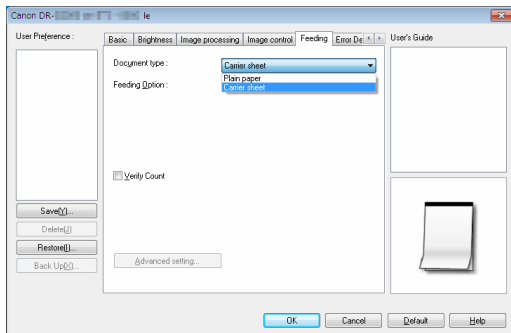 Canon DR- le
User Preference :
Basic Brightness Image processing Image control Feeding Error De
User's Guide
Document type :
Carrier sheet
Plain paper
Carrier sheet
Feeding Option :
Verify Count
Save(Y)...
Delete(J)
Restore(I)...
Back Up(X)...
Advanced setting...
OK Cancel Default Help